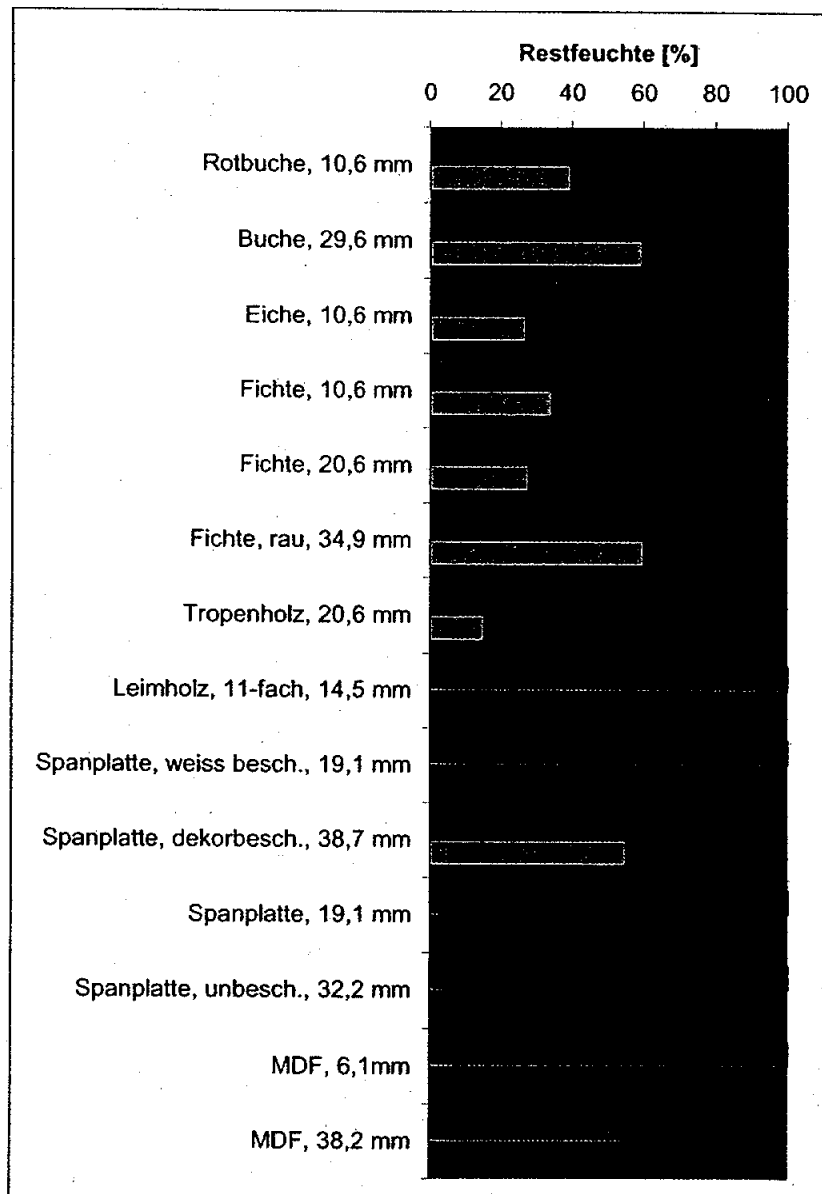 Restfeuchte [%]
0 20 40 60 80 100
Rotbuche, 10,6 mm
Buche, 29,6 mm
Eiche, 10,6 mm
Fichte, 10,6 mm
Fichte, 20,6 mm
Fichte, rau, 34,9 mm
Tropenholz, 20,6 mm
Leimholz, 11-fach, 14,5 mm
Spanplatte, weiss besch., 19,1 mm
Spanplatte, dekorbesch., 38,7 mm
Spanplatte, 19,1 mm
Spanplatte, unbesch., 32,2 mm
MDF, 6,1mm
MDF, 38,2 mm